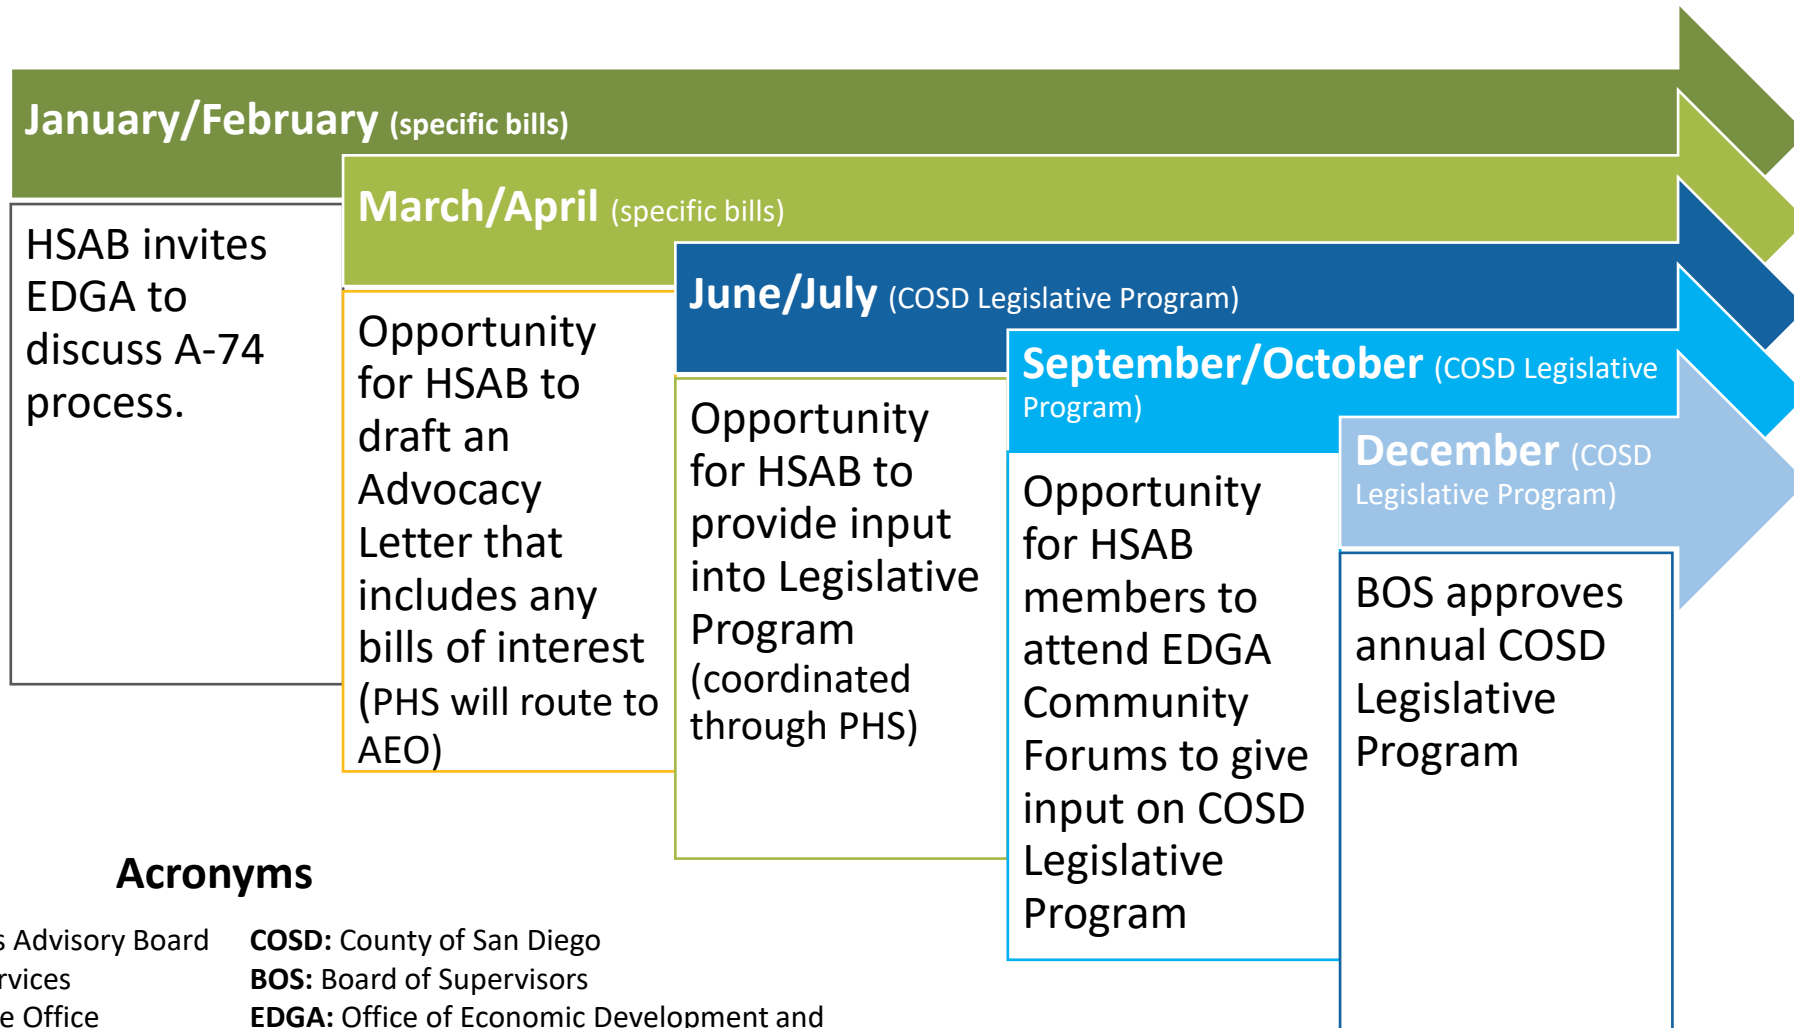 January/February (specific bills)
HSAB invites
EDGA to
discuss A-74
process.
March/April (specific bills)
Opportunity
for HSAB to
draft an
Advocacy
Letter that
includes any
bills of interest
(PHS will route to
AEO)
June/July (COSD Legislative Program)
Opportunity
for HSAB to
provide input
into Legislative
Program
(coordinated
through PHS)
September/October (COSD Legislative
Program)
Opportunity
for HSAB
members to
attend EDGA
Community
Forums to give
input on COSD
Legislative
Program
December (COSD
Legislative Program)
BOS approves
annual COSD
Legislative
Program
Acronyms
s Advisory Board
rvices
e Office
COSD: County of San Diego
BOS: Board of Supervisors
EDGA: Office of Economic Development and